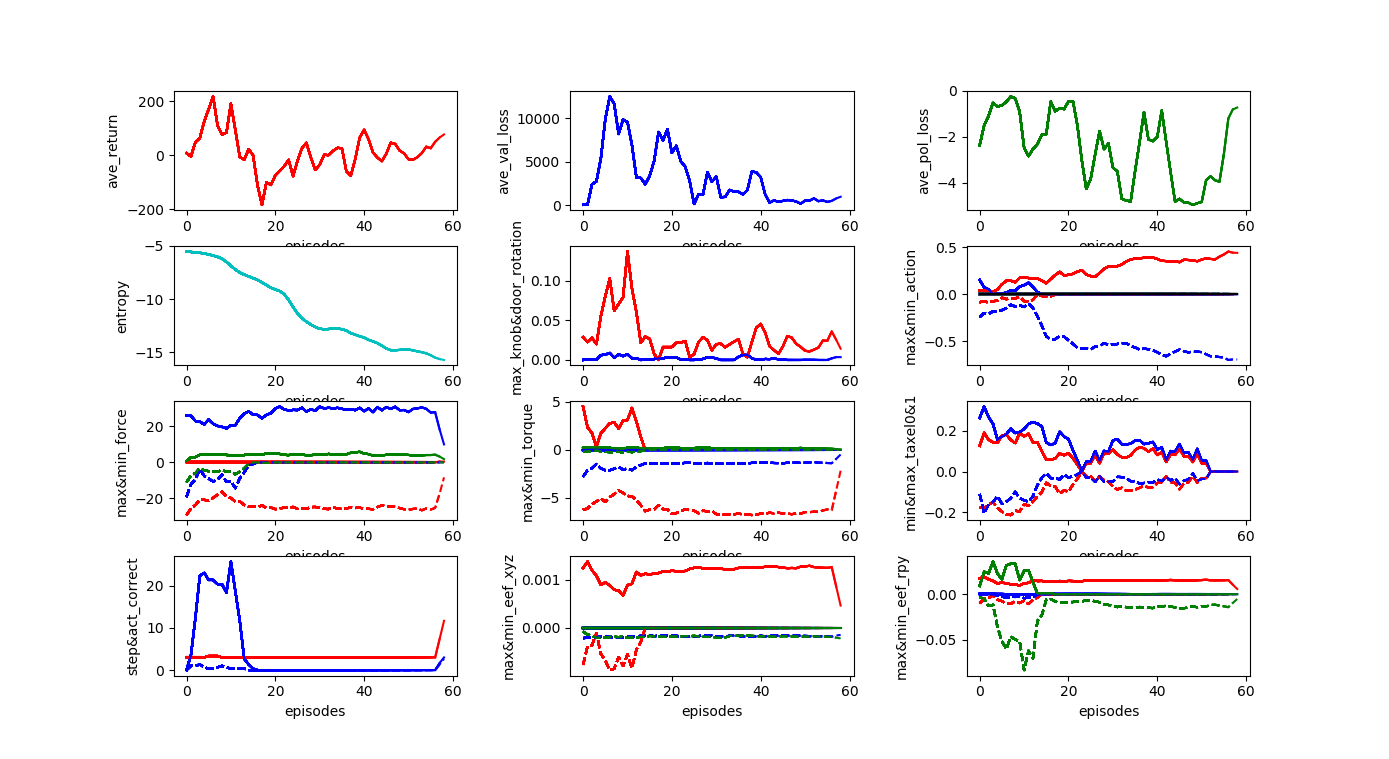 ave_return
200
0
−200
0 20 40 60
episodes
ave_val_loss
10000
5000
0
0 20 40 60
episodes
ave_pol_loss
0
−2
−4
0 20 40 60
episodes
entropy
−5
−10
−15
0 20 40 60
episodes
max_knob&door_rotation
0.10
0.05
0.00
0 20 40 60
episodes
max&min_action
0.5
0.0
−0.5
0 20 40 60
episodes
max&min_force
20
0
−20
0 20 40 60
episodes
max&min_torque
5
0
−5
0 20 40 60
episodes
min&max_taxel0&1
0.2
0.0
−0.2
0 20 40 60
episodes
step&act_correct
20
10
0
0 20 40 60
episodes
max&min_eef_xyz
0.001
0.000
0 20 40 60
episodes
max&min_eef_rpy
0.00
−0.05
0 20 40 60
episodes